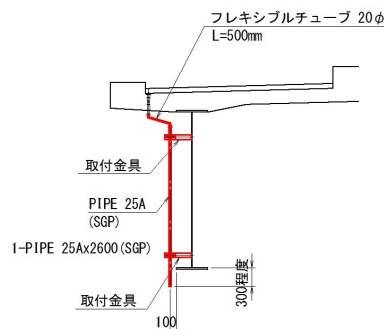 フレキシブルチューブ 20φ
L=500mm
取付金具
PIPE 25A
(SGP)
1-PIPE 25Ax2600(SGP)
取付金具
300程度
100